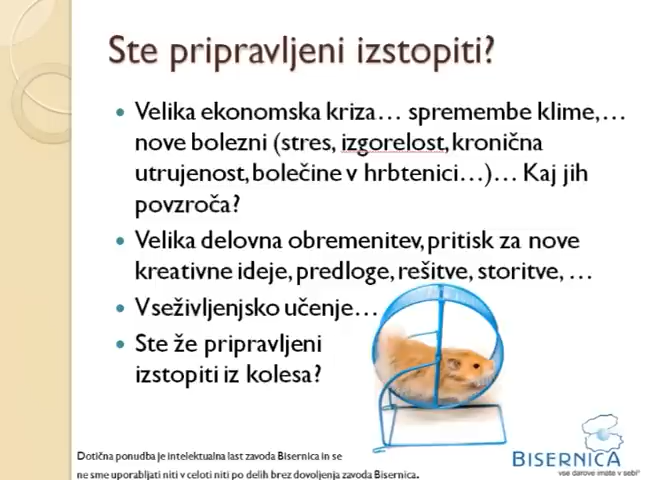 Ste pripravljeni izstopiti?
Velika ekonomska kriza… spremembe klime,…
nove bolezni (stres, izgorelost, kronična
utrujenost, bolečine v hrbtenici…)… Kaj jih
povzroča?
Velika delovna obremenitev, pritisk za nove
kreativne ideje, predloge, rešitve, storitve, …
Vseživljenjsko učenje…
Ste že pripravljeni
izstopiti iz kolesa?
Dotična ponudba je intelektualna last zavoda Bisernica in se
ne sme uporabljati niti v celoti niti po delih brez dovoljenja zavoda Bisernica.
BISERNICA
vse darove imate v sebi!